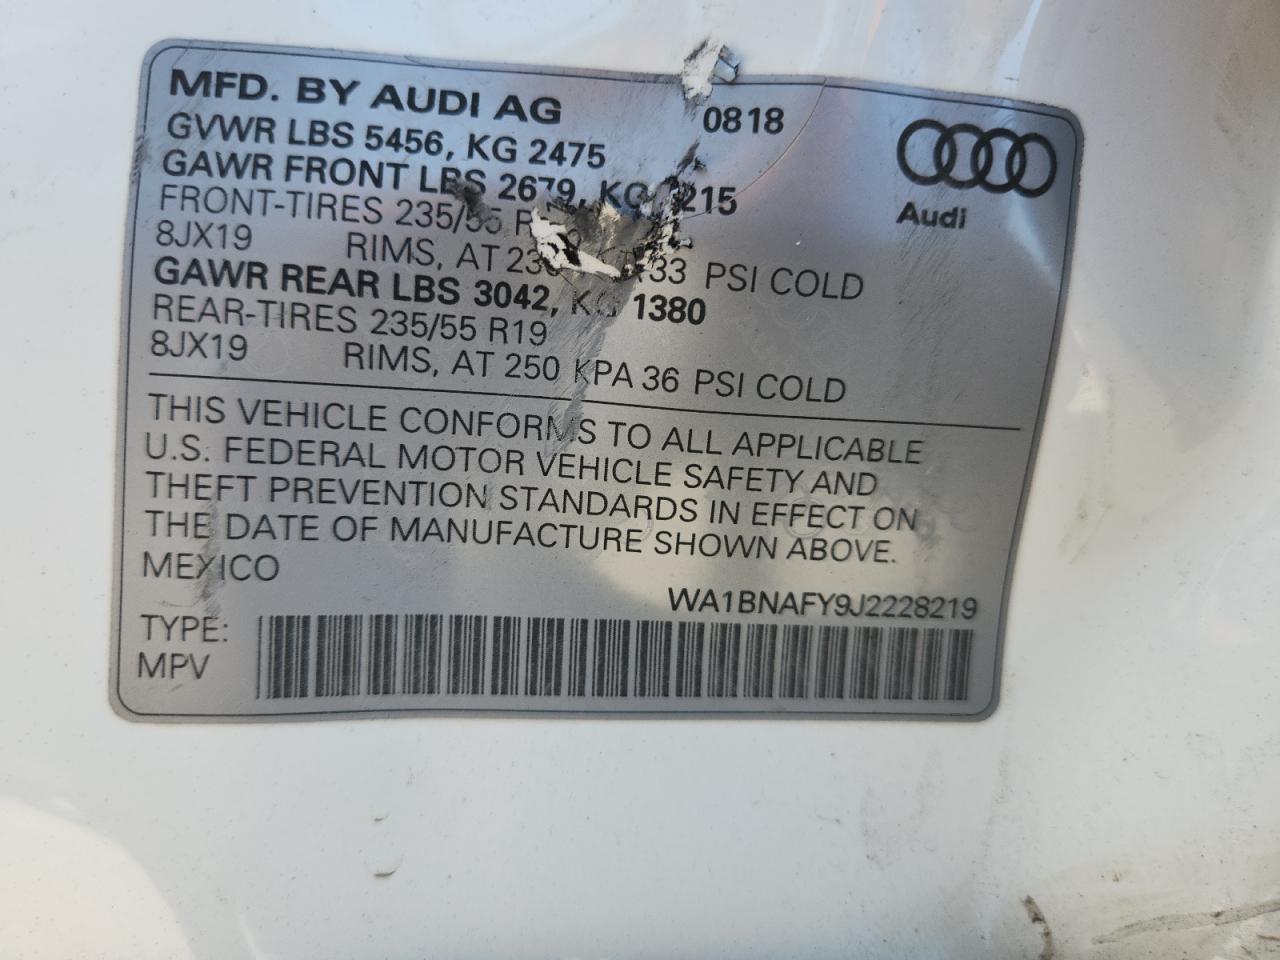 MFD. BY AUDI AG 0818
GVWR LBS 5456, KG 2475
GAWR FRONT LBS 2679, KG 1215
FRONT-TIRES 235/55
8JX19 RIMS, AT 33 PSI COLD
GAWR REAR LBS 3042, KG 1380
REAR-TIRES 235/55 R19
8JX19 RIMS, AT 250 KPA 36 PSI COLD
Audi
THIS VEHICLE CONFORMS TO ALL APPLICABLE
U.S. FEDERAL MOTOR VEHICLE SAFETY AND
THEFT PREVENTION STANDARDS IN EFFECT ON
THE DATE OF MANUFACTURE SHOWN ABOVE.
MEXICO
WA1BNAFY9J2228219
TYPE:
MPV